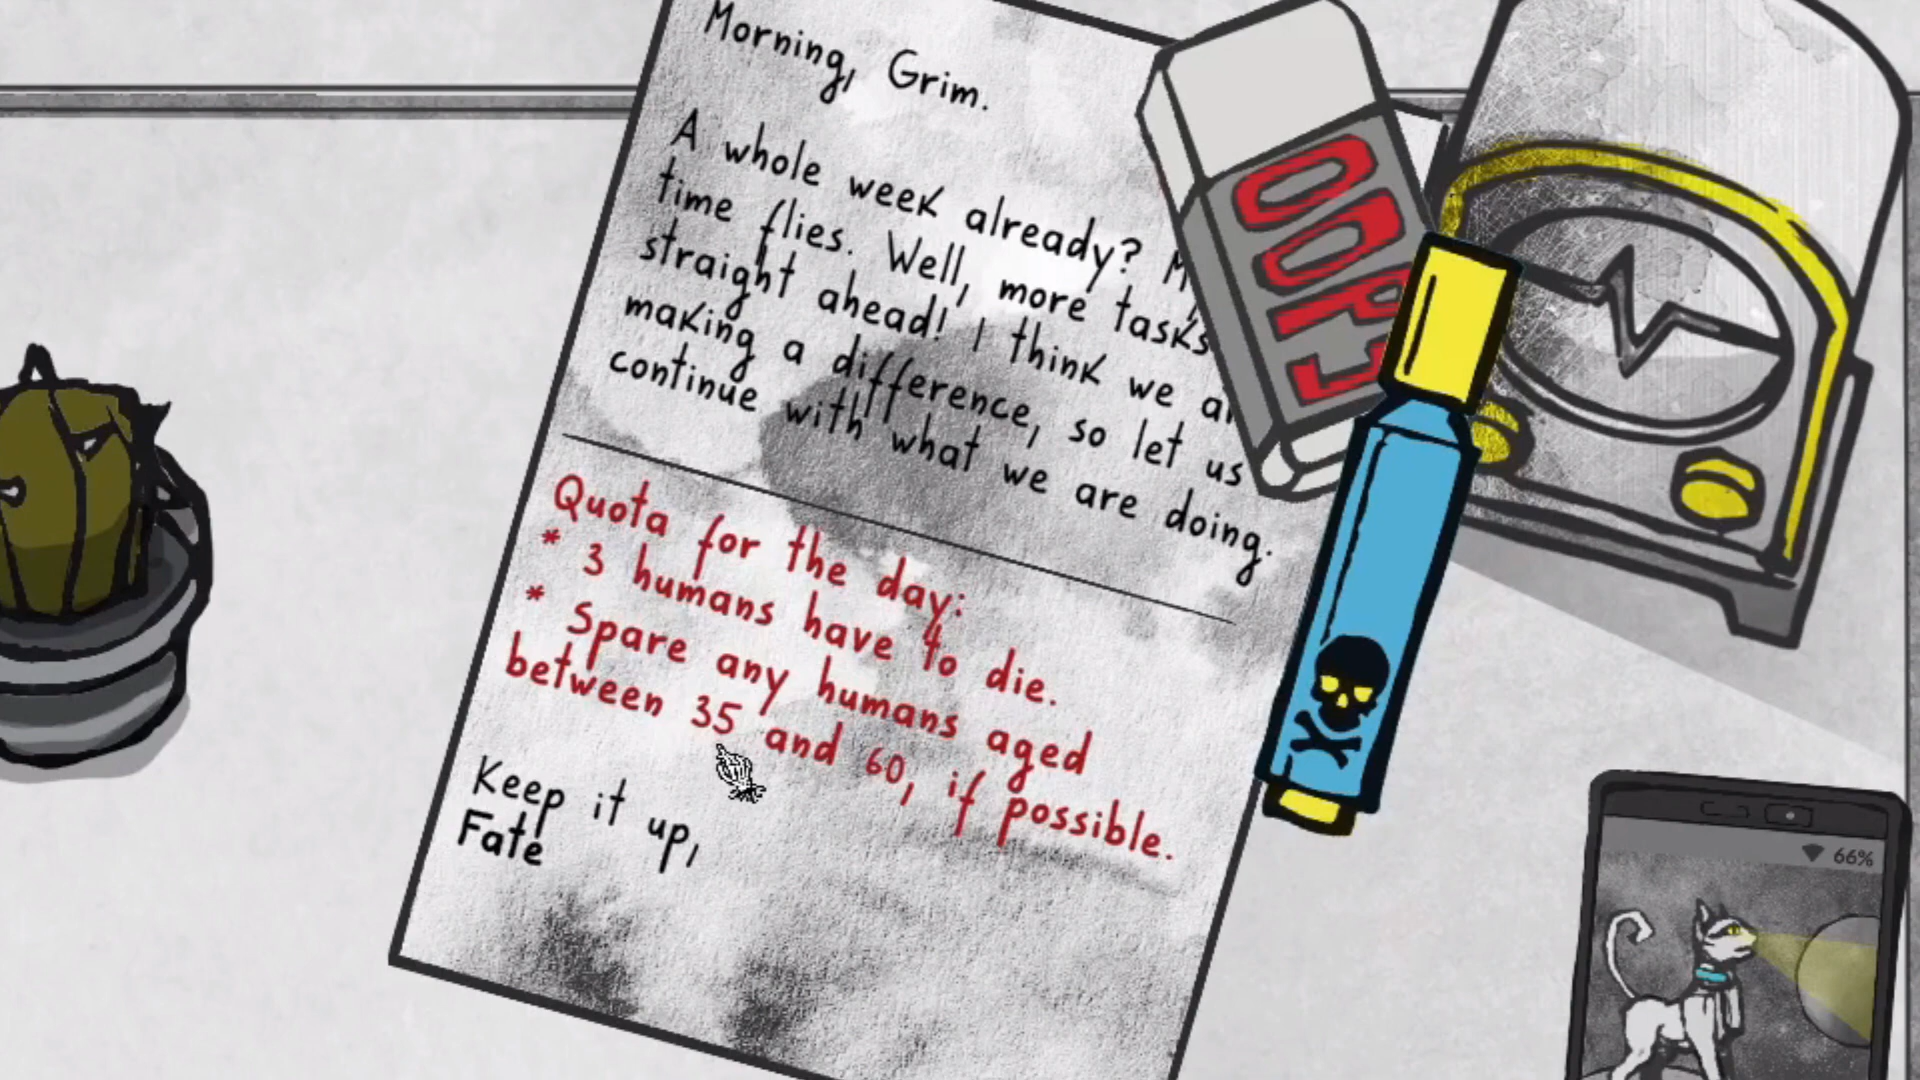 Morning, Grim.
A whole week already?
time flies. Well, more tasks
straight ahead! I think we
making a difference, so let us
continue with what we are doing.
Quota for the day:
* 3 humans have to die.
* Spare any humans aged
between 35 and 60, if possible.
Keep it up,
Fate
OOPS
66%